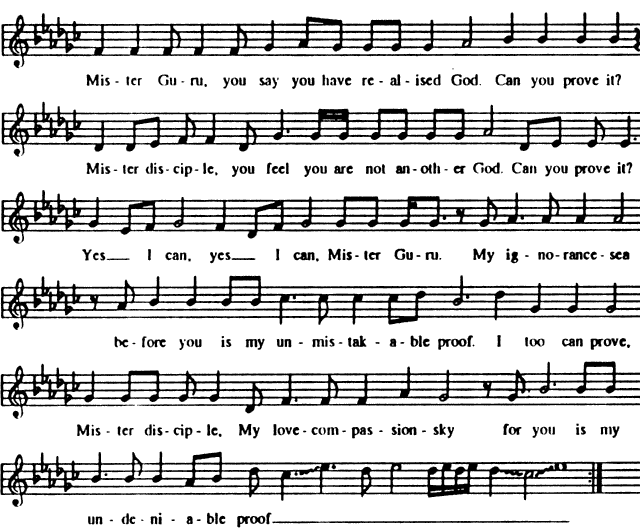 Mis - ter Gu - ru, you say you have re - al - ised God. Can you prove it?
Mis - ter dis - cip - le, you feel you are not an - oth - er God. Can you prove it?
Yes__ I can, yes__ I can, Mis - ter Gu - ru. My ig - no - rance - sea
be - fore you is my un - mis - tak - a - ble proof. I too can prove,
Mis - ter dis - cip - le, My love - com - pas - sion - sky for you is my
un - de - ni - a - ble proof